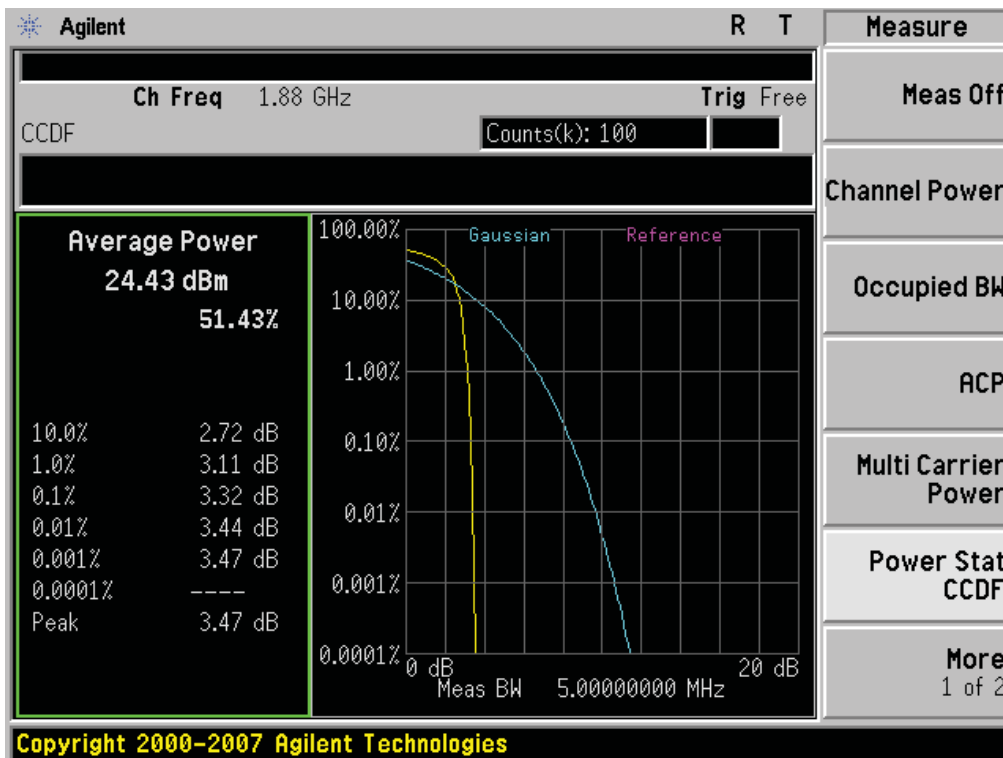 Agilent R T
Ch Freq 1.88 GHz Trig Free
CCDF Counts(k): 100
Average Power
24.43 dBm
51.43%
10.0% 2.72 dB
1.0% 3.11 dB
0.1% 3.32 dB
0.01% 3.44 dB
0.001% 3.47 dB
0.0001% ----
Peak 3.47 dB
Gaussian Reference
100.00%
10.00%
1.00%
0.10%
0.01%
0.001%
0.0001%
0 dB 20 dB
Meas BW 5.00000000 MHz
Measure
Meas Off
Channel Power
Occupied BW
ACP
Multi Carrier
Power
Power Stat
CCDF
More
1 of 2
Copyright 2000-2007 Agilent Technologies